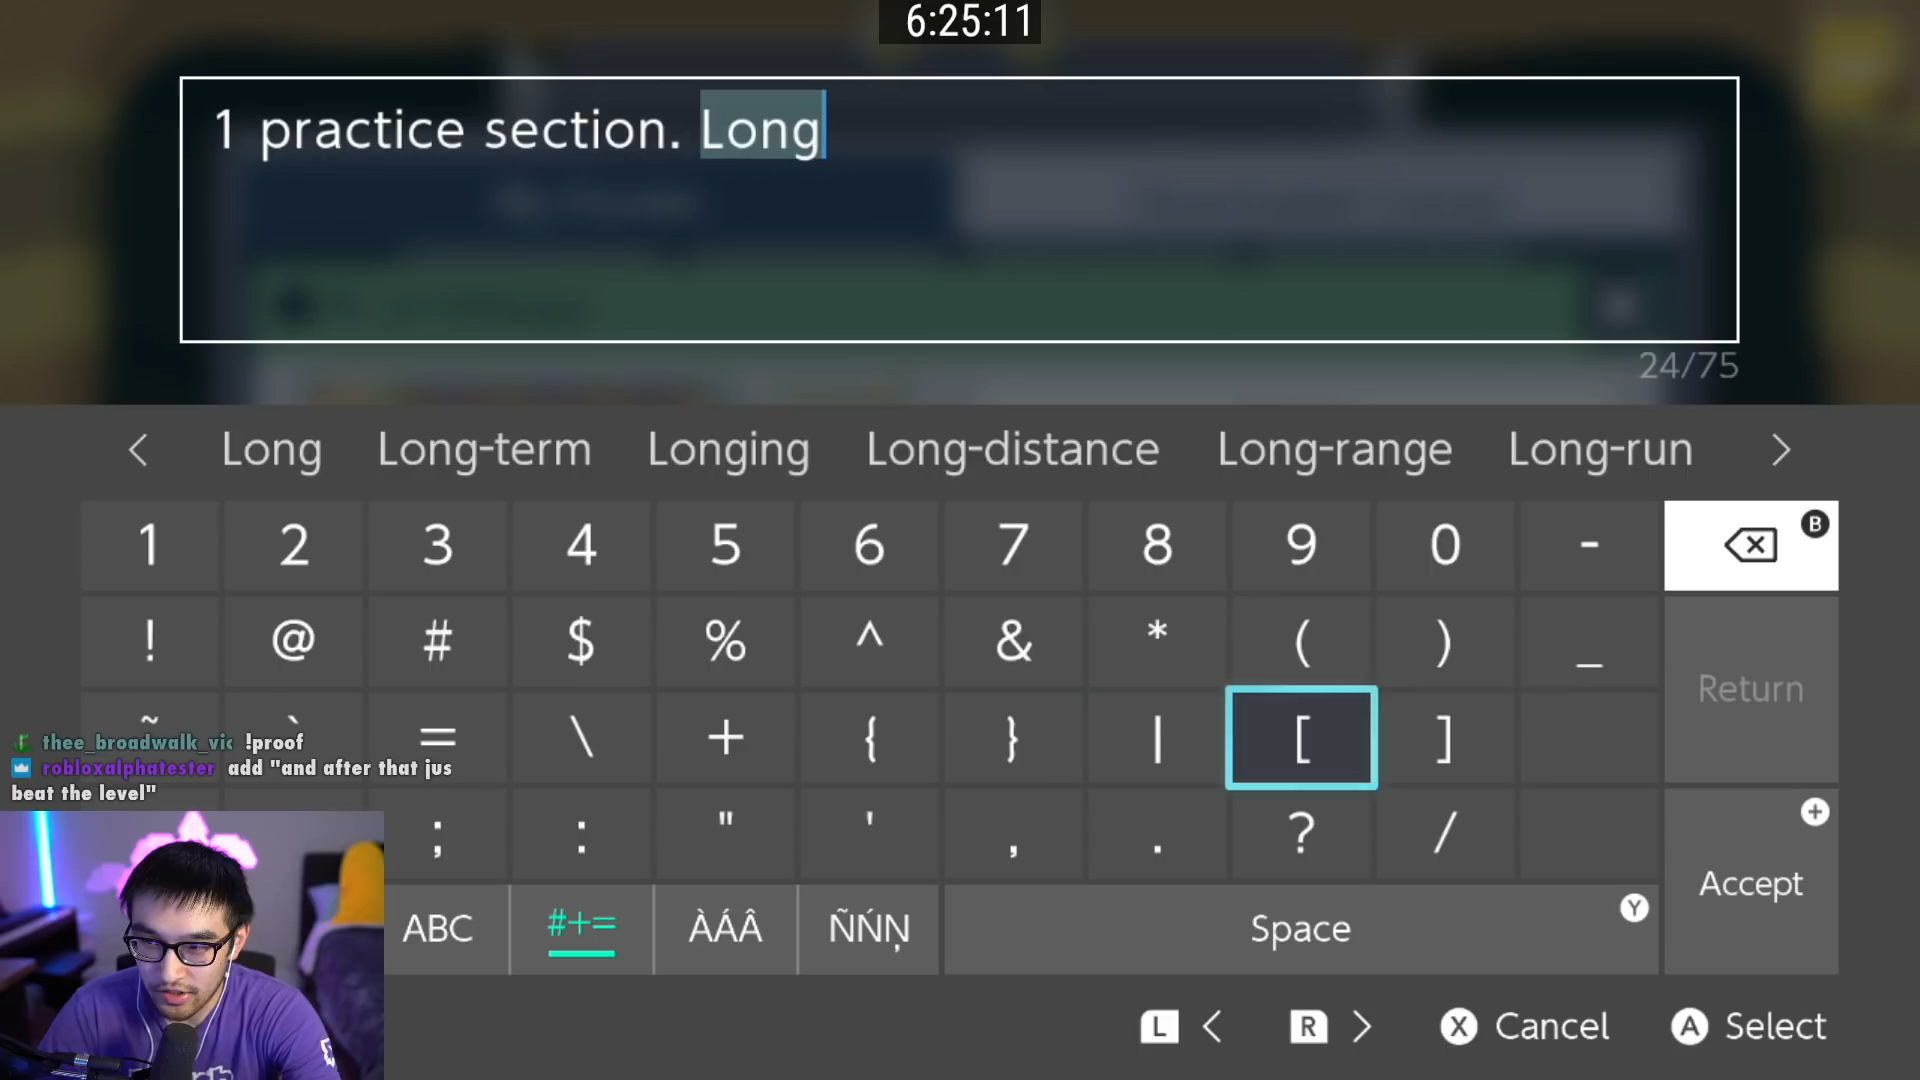 6:25:11
1 practice section. Long
24/75
< Long Long-term Longing Long-distance Long-range Long-run >
1 2 3 4 5 6 7 8 9 0 -
B
! @ # $ % ^ & * ( ) _
Return
~ ` = \ + { } | [ ]
thee_broadwalk_vic !proof
robloxalphatester add "and after that jus
beat the level"
; : " ' , . ? /
+
Accept
ABC #+= ÀÁÂ ÑŃŅ Space Y
L < R > X Cancel A Select